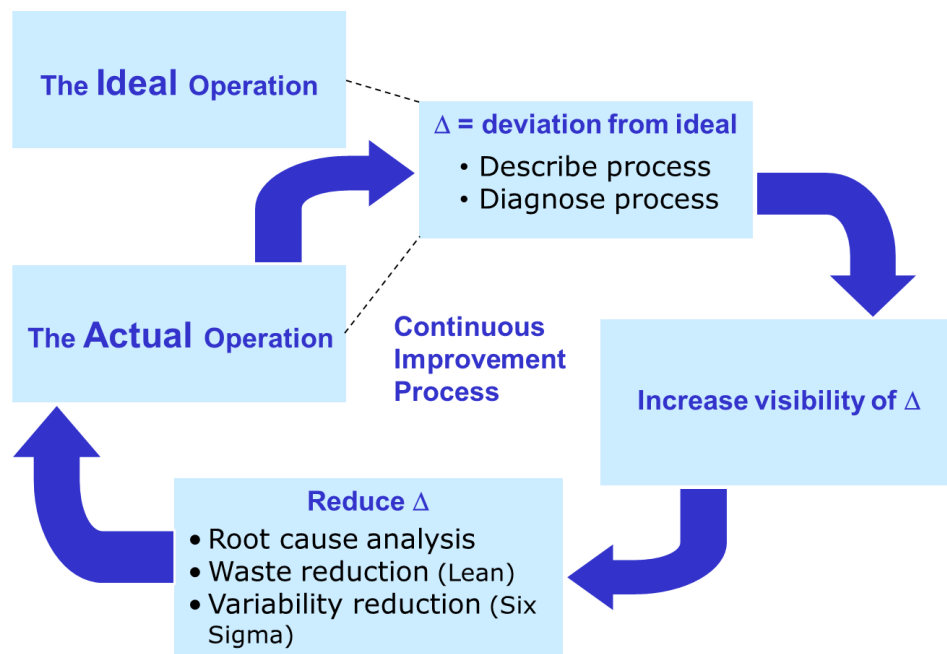 The Ideal Operation
Δ = deviation from ideal
• Describe process
• Diagnose process
The Actual Operation
Continuous
Improvement
Process
Increase visibility of Δ
Reduce Δ
• Root cause analysis
• Waste reduction (Lean)
• Variability reduction (Six
Sigma)